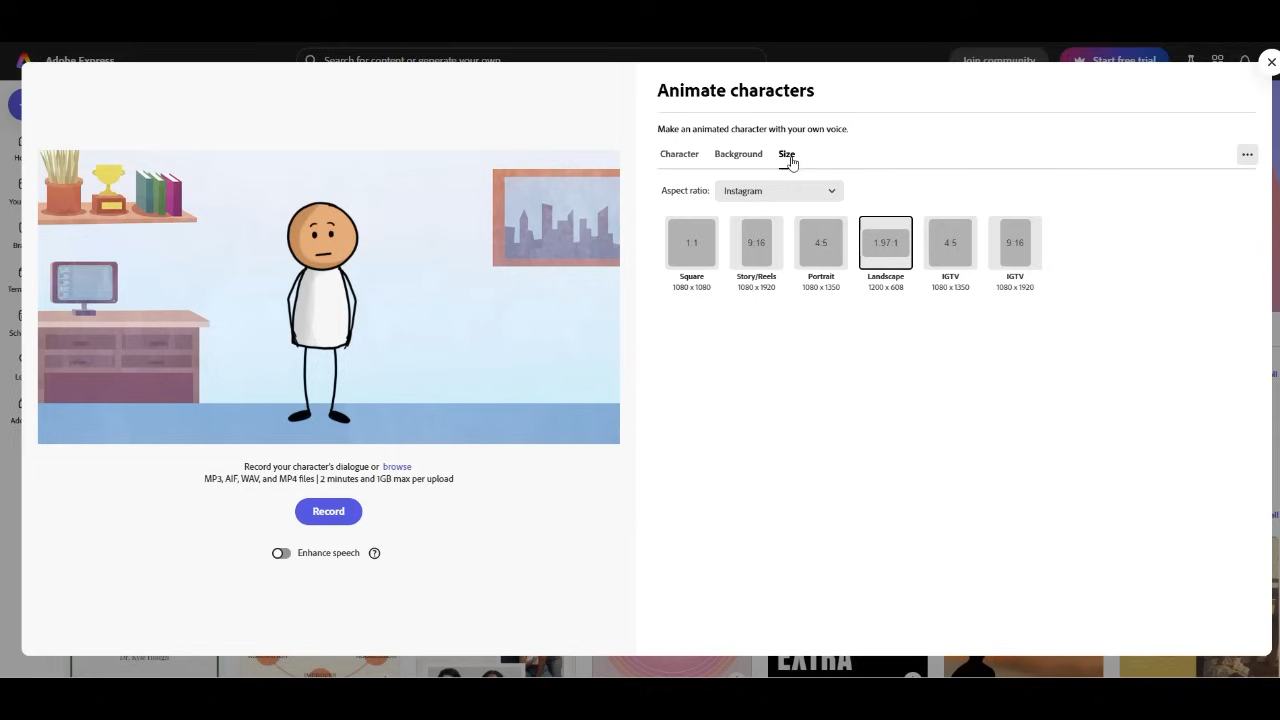 Adobe Express
Search for content or generate your own
Join community
Start free trial
Animate characters
Make an animated character with your own voice.
Character
Background
Size
Aspect ratio:
Instagram
1:1
9:16
4:5
1.97:1
4:5
9:16
Square
Story/Reels
Portrait
Landscape
IGTV
IGTV
1080 x 1080
1080 x 1920
1080 x 1350
1200 x 608
1080 x 1350
1080 x 1920
Record your character's dialogue or browse
MP3, AIF, WAV, and MP4 files | 2 minutes and 1GB max per upload
Record
Enhance speech
EXTRA